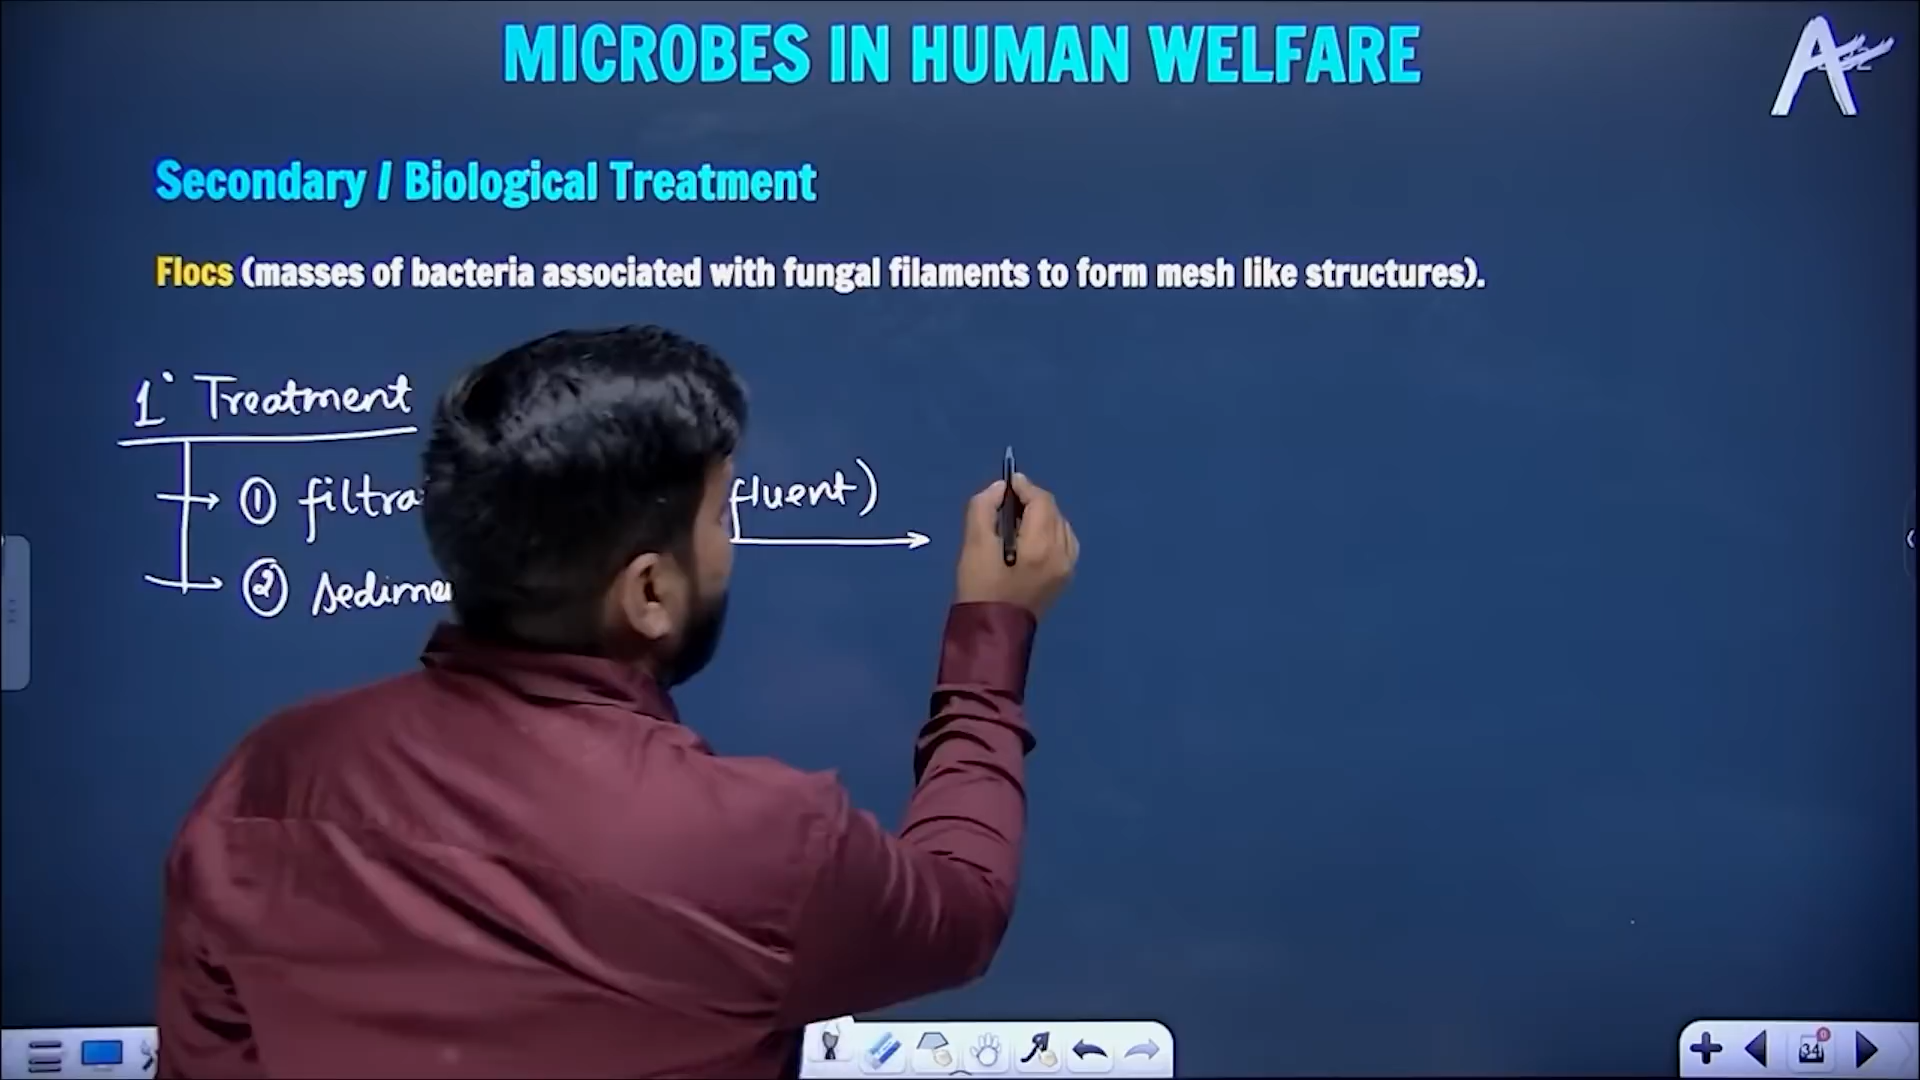 MICROBES IN HUMAN WELFARE
Secondary / Biological Treatment
Flocs (masses of bacteria associated with fungal filaments to form mesh like structures).
1° Treatment
① filtra
fluent)
② sedime
34